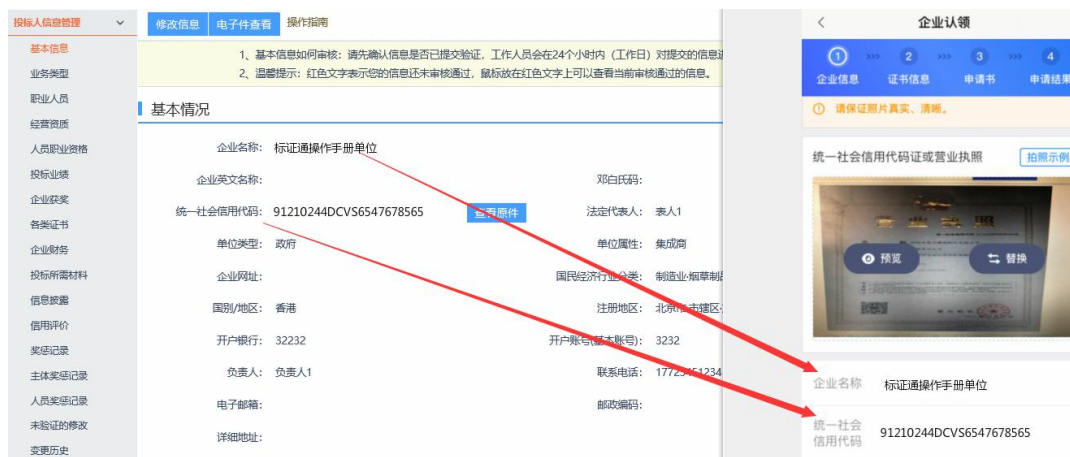 投标人信息管理
基本信息
业务类型
职业人员
经营资质
人员职业资格
投标业绩
企业获奖
各类证书
企业财务
投标所需材料
信息披露
信用评价
奖惩记录
主体奖惩记录
人员奖惩记录
未验证的修改
变更历史
修改信息 电子件查看 操作指南
1、基本信息如何审核：请先确认信息是否已提交验证，工作人员会在24个小时内（工作日）对提交的信息进
2、温馨提示：红色文字表示您的信息还未审核通过，鼠标放在红色文字上可以查看当前审核通过的信息。
基本情况
企业名称： 标证通操作手册单位
企业英文名称： 邓白氏码：
统一社会信用代码： 91210244DCVS6547678565 查看原件 法定代表人： 表人1
单位类型： 政府 单位属性： 集成商
企业网址： 国民经济行业分类： 制造业·烟草制品
国别/地区： 香港 注册地区： 北京市·市辖区·
开户银行： 32232 开户账号(基本账号)： 3232
负责人： 负责人1 联系电话： 17723451234
电子邮箱： 邮政编码：
详细地址：
企业认领
1 2 3 4
企业信息 证书信息 申请书 申请结果
请保证照片真实、清晰。
统一社会信用代码证或营业执照 拍照示例
营业执照
预览 替换
企业名称 标证通操作手册单位
统一社会
信用代码 91210244DCVS6547678565